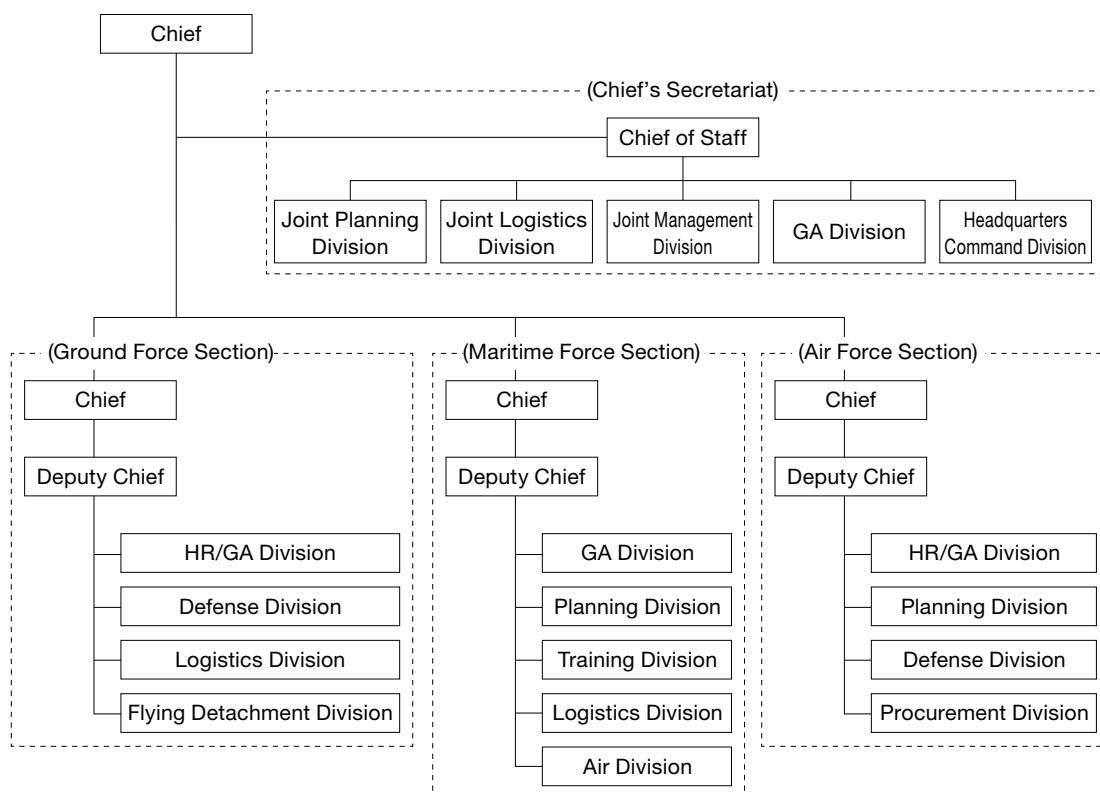 Chief
(Chief's Secretariat)
Chief of Staff
Joint Planning
Division
Joint Logistics
Division
Joint Management
Division
GA Division
Headquarters
Command Division
(Ground Force Section)
Chief
Deputy Chief
HR/GA Division
Defense Division
Logistics Division
Flying Detachment Division
(Maritime Force Section)
Chief
Deputy Chief
GA Division
Planning Division
Training Division
Logistics Division
Air Division
(Air Force Section)
Chief
Deputy Chief
HR/GA Division
Planning Division
Defense Division
Procurement Division